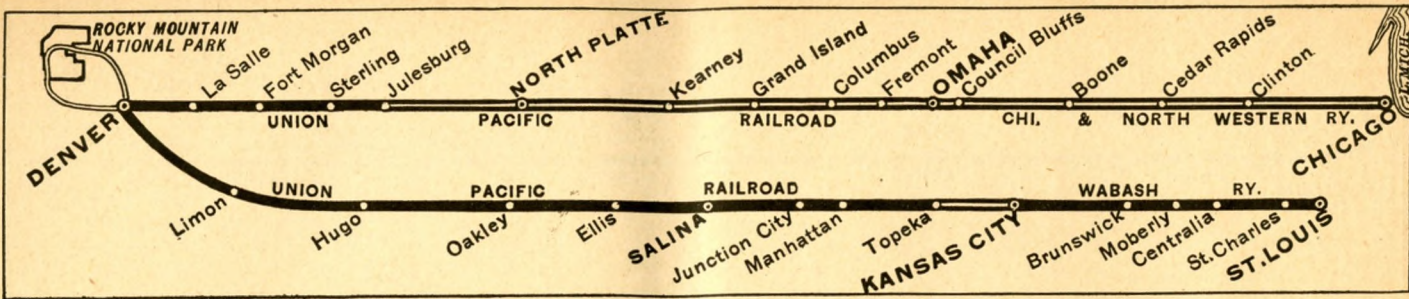 ROCKY MOUNTAIN
NATIONAL PARK
DENVER
La Salle
Fort Morgan
Sterling
Julesburg
NORTH PLATTE
Kearney
Grand Island
Columbus
Fremont
OMAHA
Council Bluffs
Boone
Cedar Rapids
Clinton
CHICAGO
MICH.
UNION PACIFIC RAILROAD CHI. & NORTH WESTERN RY.
UNION PACIFIC RAILROAD WABASH RY.
Limon
Hugo
Oakley
Ellis
SALINA
Junction City
Manhattan
Topeka
KANSAS CITY
Brunswick
Moberly
Centralia
St. Charles
ST. LOUIS